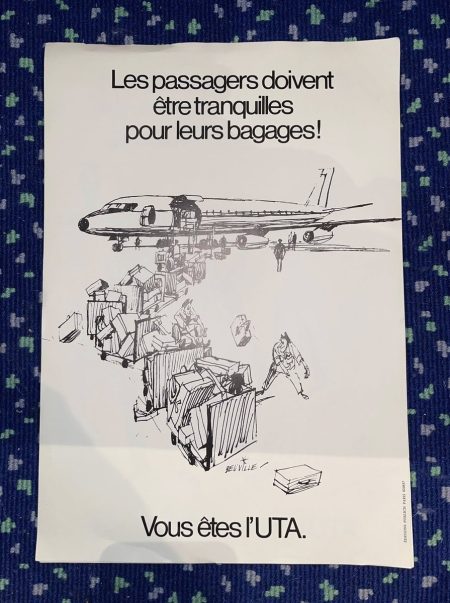 Les passagers doivent
être tranquilles
pour leurs bagages!
BELVILLE
Vous êtes l'UTA.